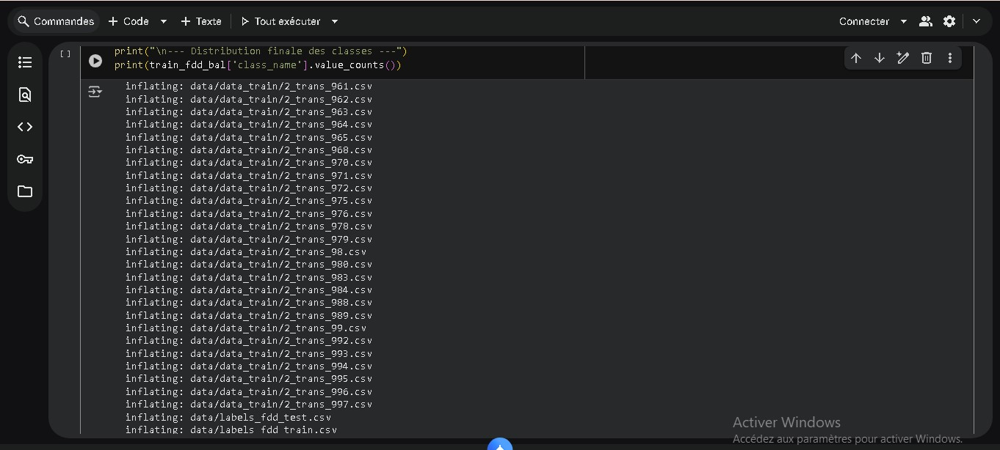 Commandes
+ Code
+ Texte
Tout exécuter
Connecter
[ ]
print("\n--- Distribution finale des classes ---")
print(train_fdd_bal['class_name'].value_counts())
inflating: data/data_train/2_trans_961.csv
inflating: data/data_train/2_trans_962.csv
inflating: data/data_train/2_trans_963.csv
inflating: data/data_train/2_trans_964.csv
inflating: data/data_train/2_trans_965.csv
inflating: data/data_train/2_trans_968.csv
inflating: data/data_train/2_trans_970.csv
inflating: data/data_train/2_trans_971.csv
inflating: data/data_train/2_trans_972.csv
inflating: data/data_train/2_trans_975.csv
inflating: data/data_train/2_trans_976.csv
inflating: data/data_train/2_trans_978.csv
inflating: data/data_train/2_trans_979.csv
inflating: data/data_train/2_trans_98.csv
inflating: data/data_train/2_trans_980.csv
inflating: data/data_train/2_trans_983.csv
inflating: data/data_train/2_trans_984.csv
inflating: data/data_train/2_trans_988.csv
inflating: data/data_train/2_trans_989.csv
inflating: data/data_train/2_trans_99.csv
inflating: data/data_train/2_trans_992.csv
inflating: data/data_train/2_trans_993.csv
inflating: data/data_train/2_trans_994.csv
inflating: data/data_train/2_trans_995.csv
inflating: data/data_train/2_trans_996.csv
inflating: data/data_train/2_trans_997.csv
inflating: data/labels_fdd_test.csv
inflating: data/labels_fdd_train.csv
Activer Windows
Accédez aux paramètres pour activer Windows.